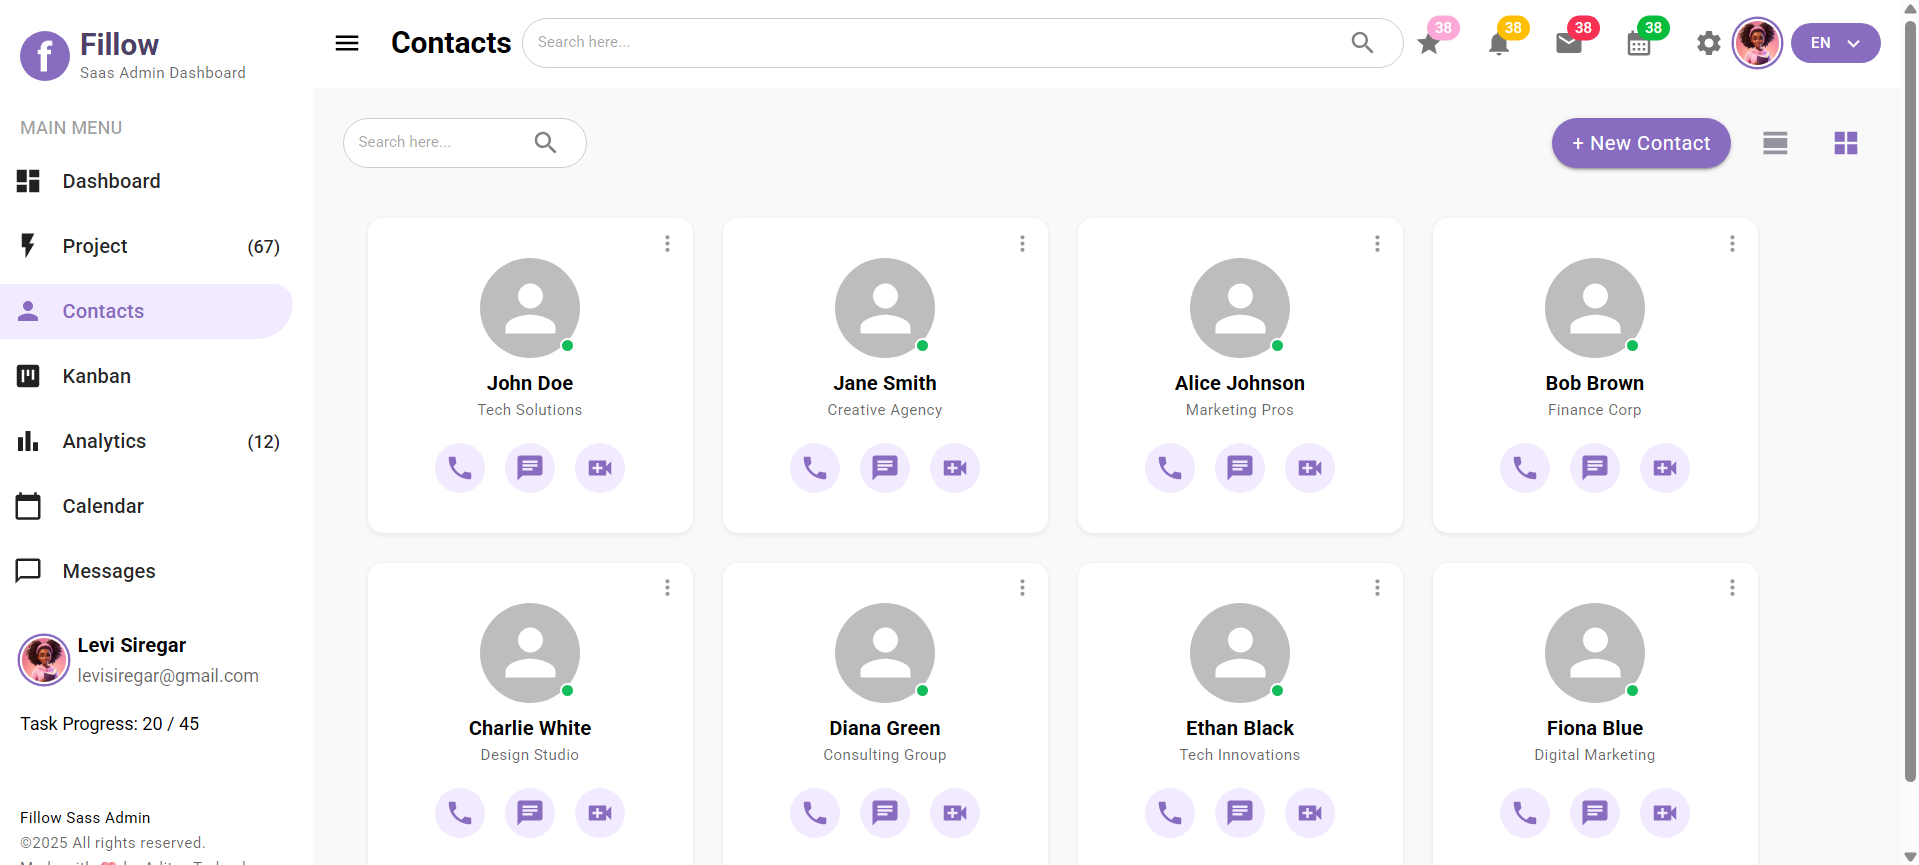 f Fillow
Saas Admin Dashboard
MAIN MENU
Dashboard
Project (67)
Contacts
Kanban
Analytics (12)
Calendar
Messages
Levi Siregar
levisiregar@gmail.com
Task Progress: 20 / 45
Fillow Sass Admin
©2025 All rights reserved.
Contacts
Search here...
38
38
38
38
EN
Search here...
+ New Contact
John Doe
Tech Solutions
Jane Smith
Creative Agency
Alice Johnson
Marketing Pros
Bob Brown
Finance Corp
Charlie White
Design Studio
Diana Green
Consulting Group
Ethan Black
Tech Innovations
Fiona Blue
Digital Marketing